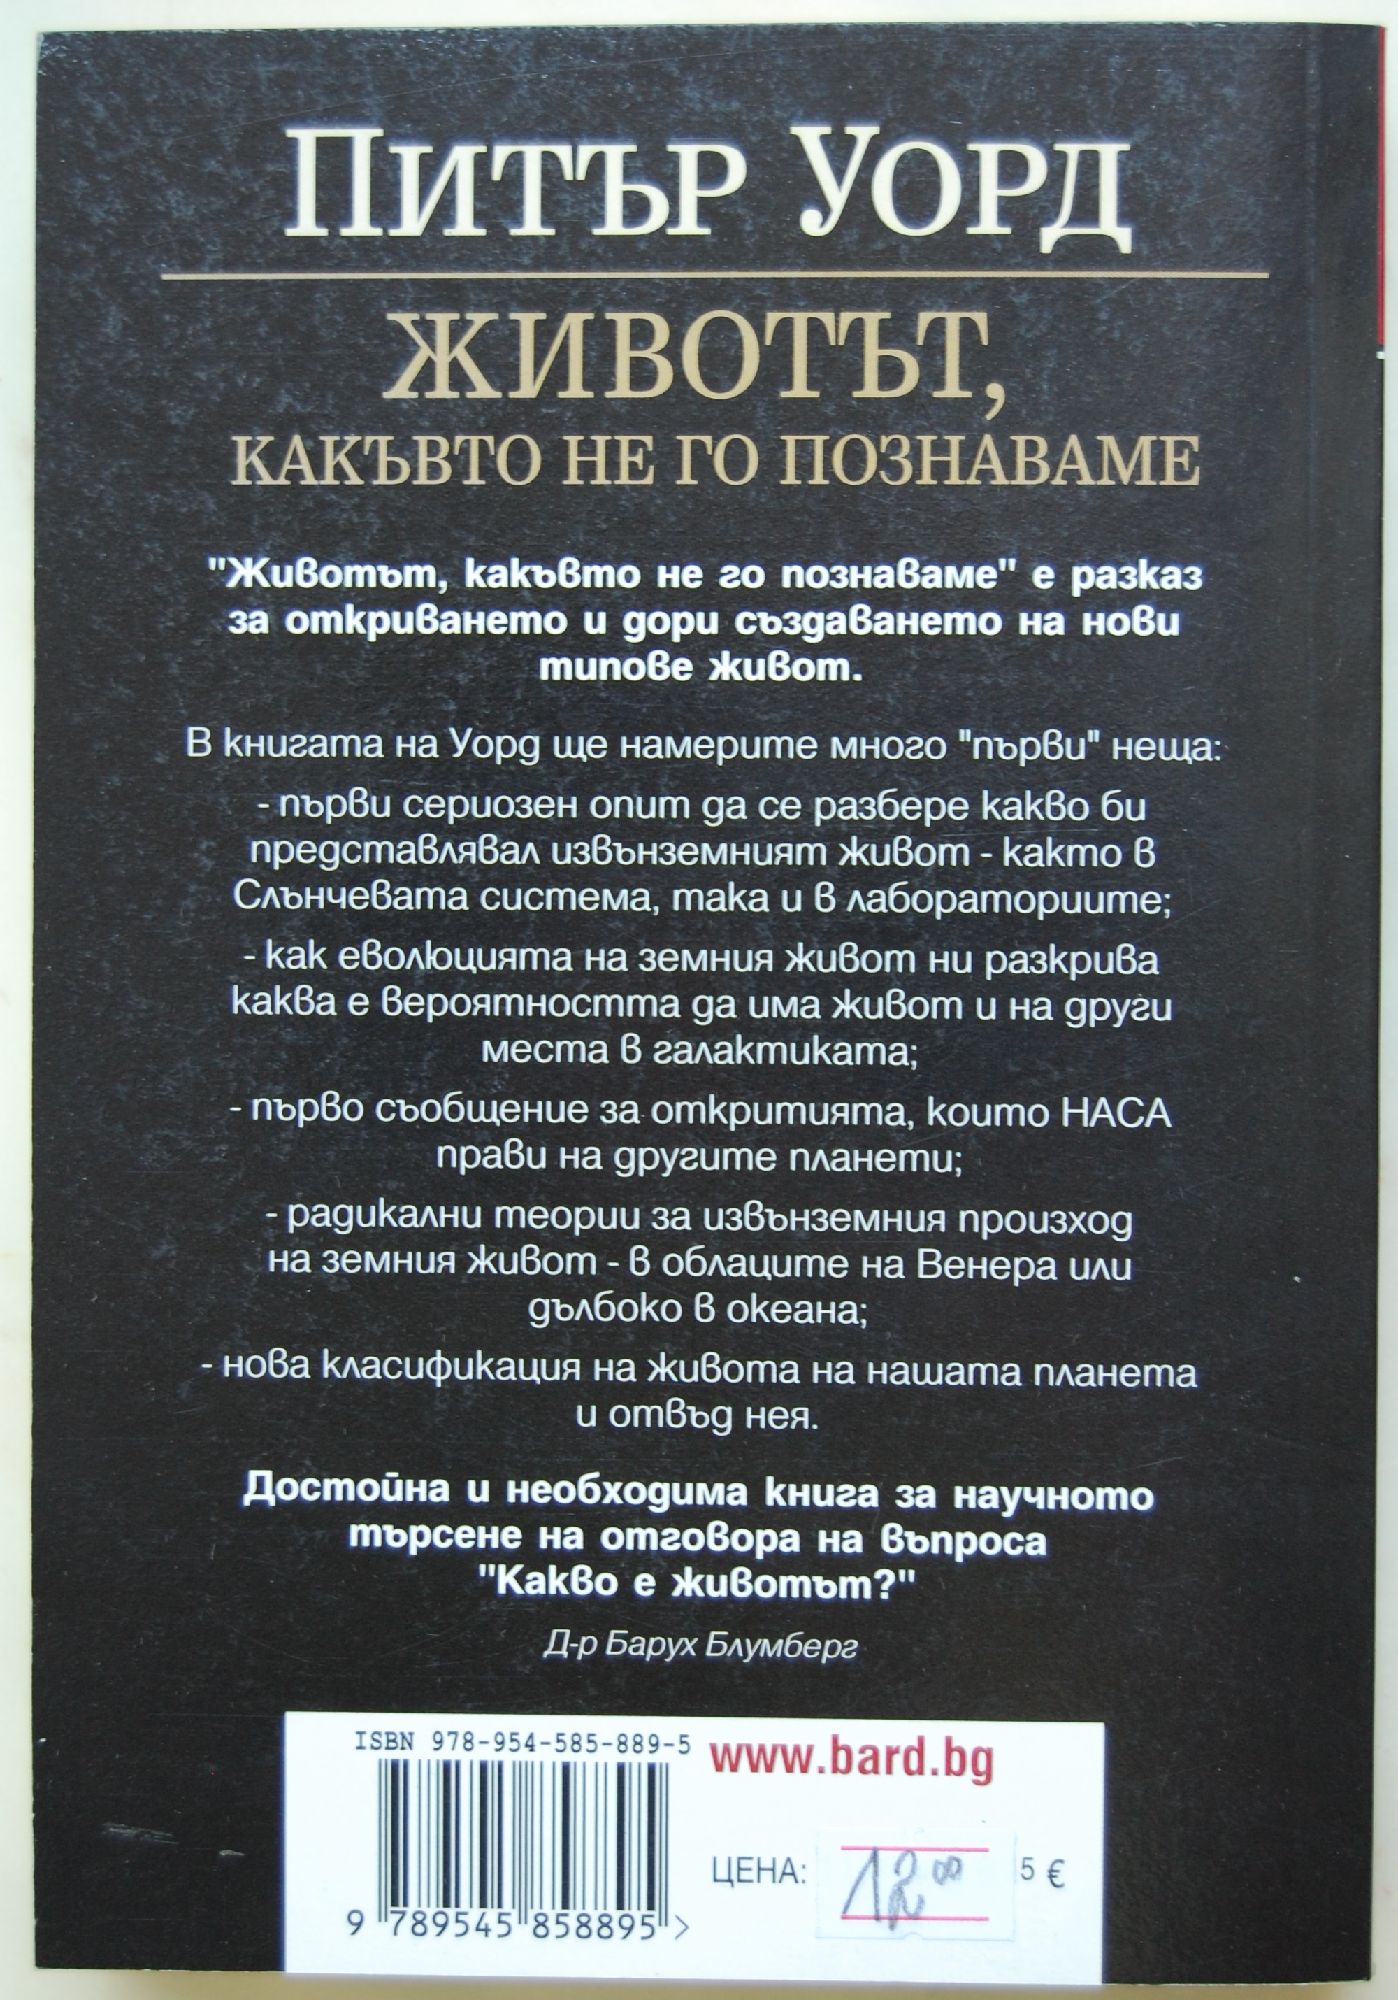 ПИТЪР УОРД
ЖИВОТЪТ,
КАКЪВТО НЕ ГО ПОЗНАВАМЕ
"Животът, какъвто не го познаваме" е разказ
за откриването и дори създаването на нови
типове живот.
В книгата на Уорд ще намерите много "първи" неща:
- първи сериозен опит да се разбере какво би
представлявал извънземният живот - както в
Слънчевата система, така и в лабораториите;
- как еволюцията на земния живот ни разкрива
каква е вероятността да има живот и на други
места в галактиката;
- първо съобщение за откритията, които НАСА
прави на другите планети;
- радикални теории за извънземния произход
на земния живот - в облаците на Венера или
дълбоко в океана;
- нова класификация на живота на нашата планета
и отвъд нея.
Достойна и необходима книга за научното
търсене на отговора на въпроса
"Какво е животът?"
Д-р Барух Блумберг
ISBN 978-954-585-889-5
www.bard.bg
ЦЕНА: 12 00 5 €
9 789545 858895 >